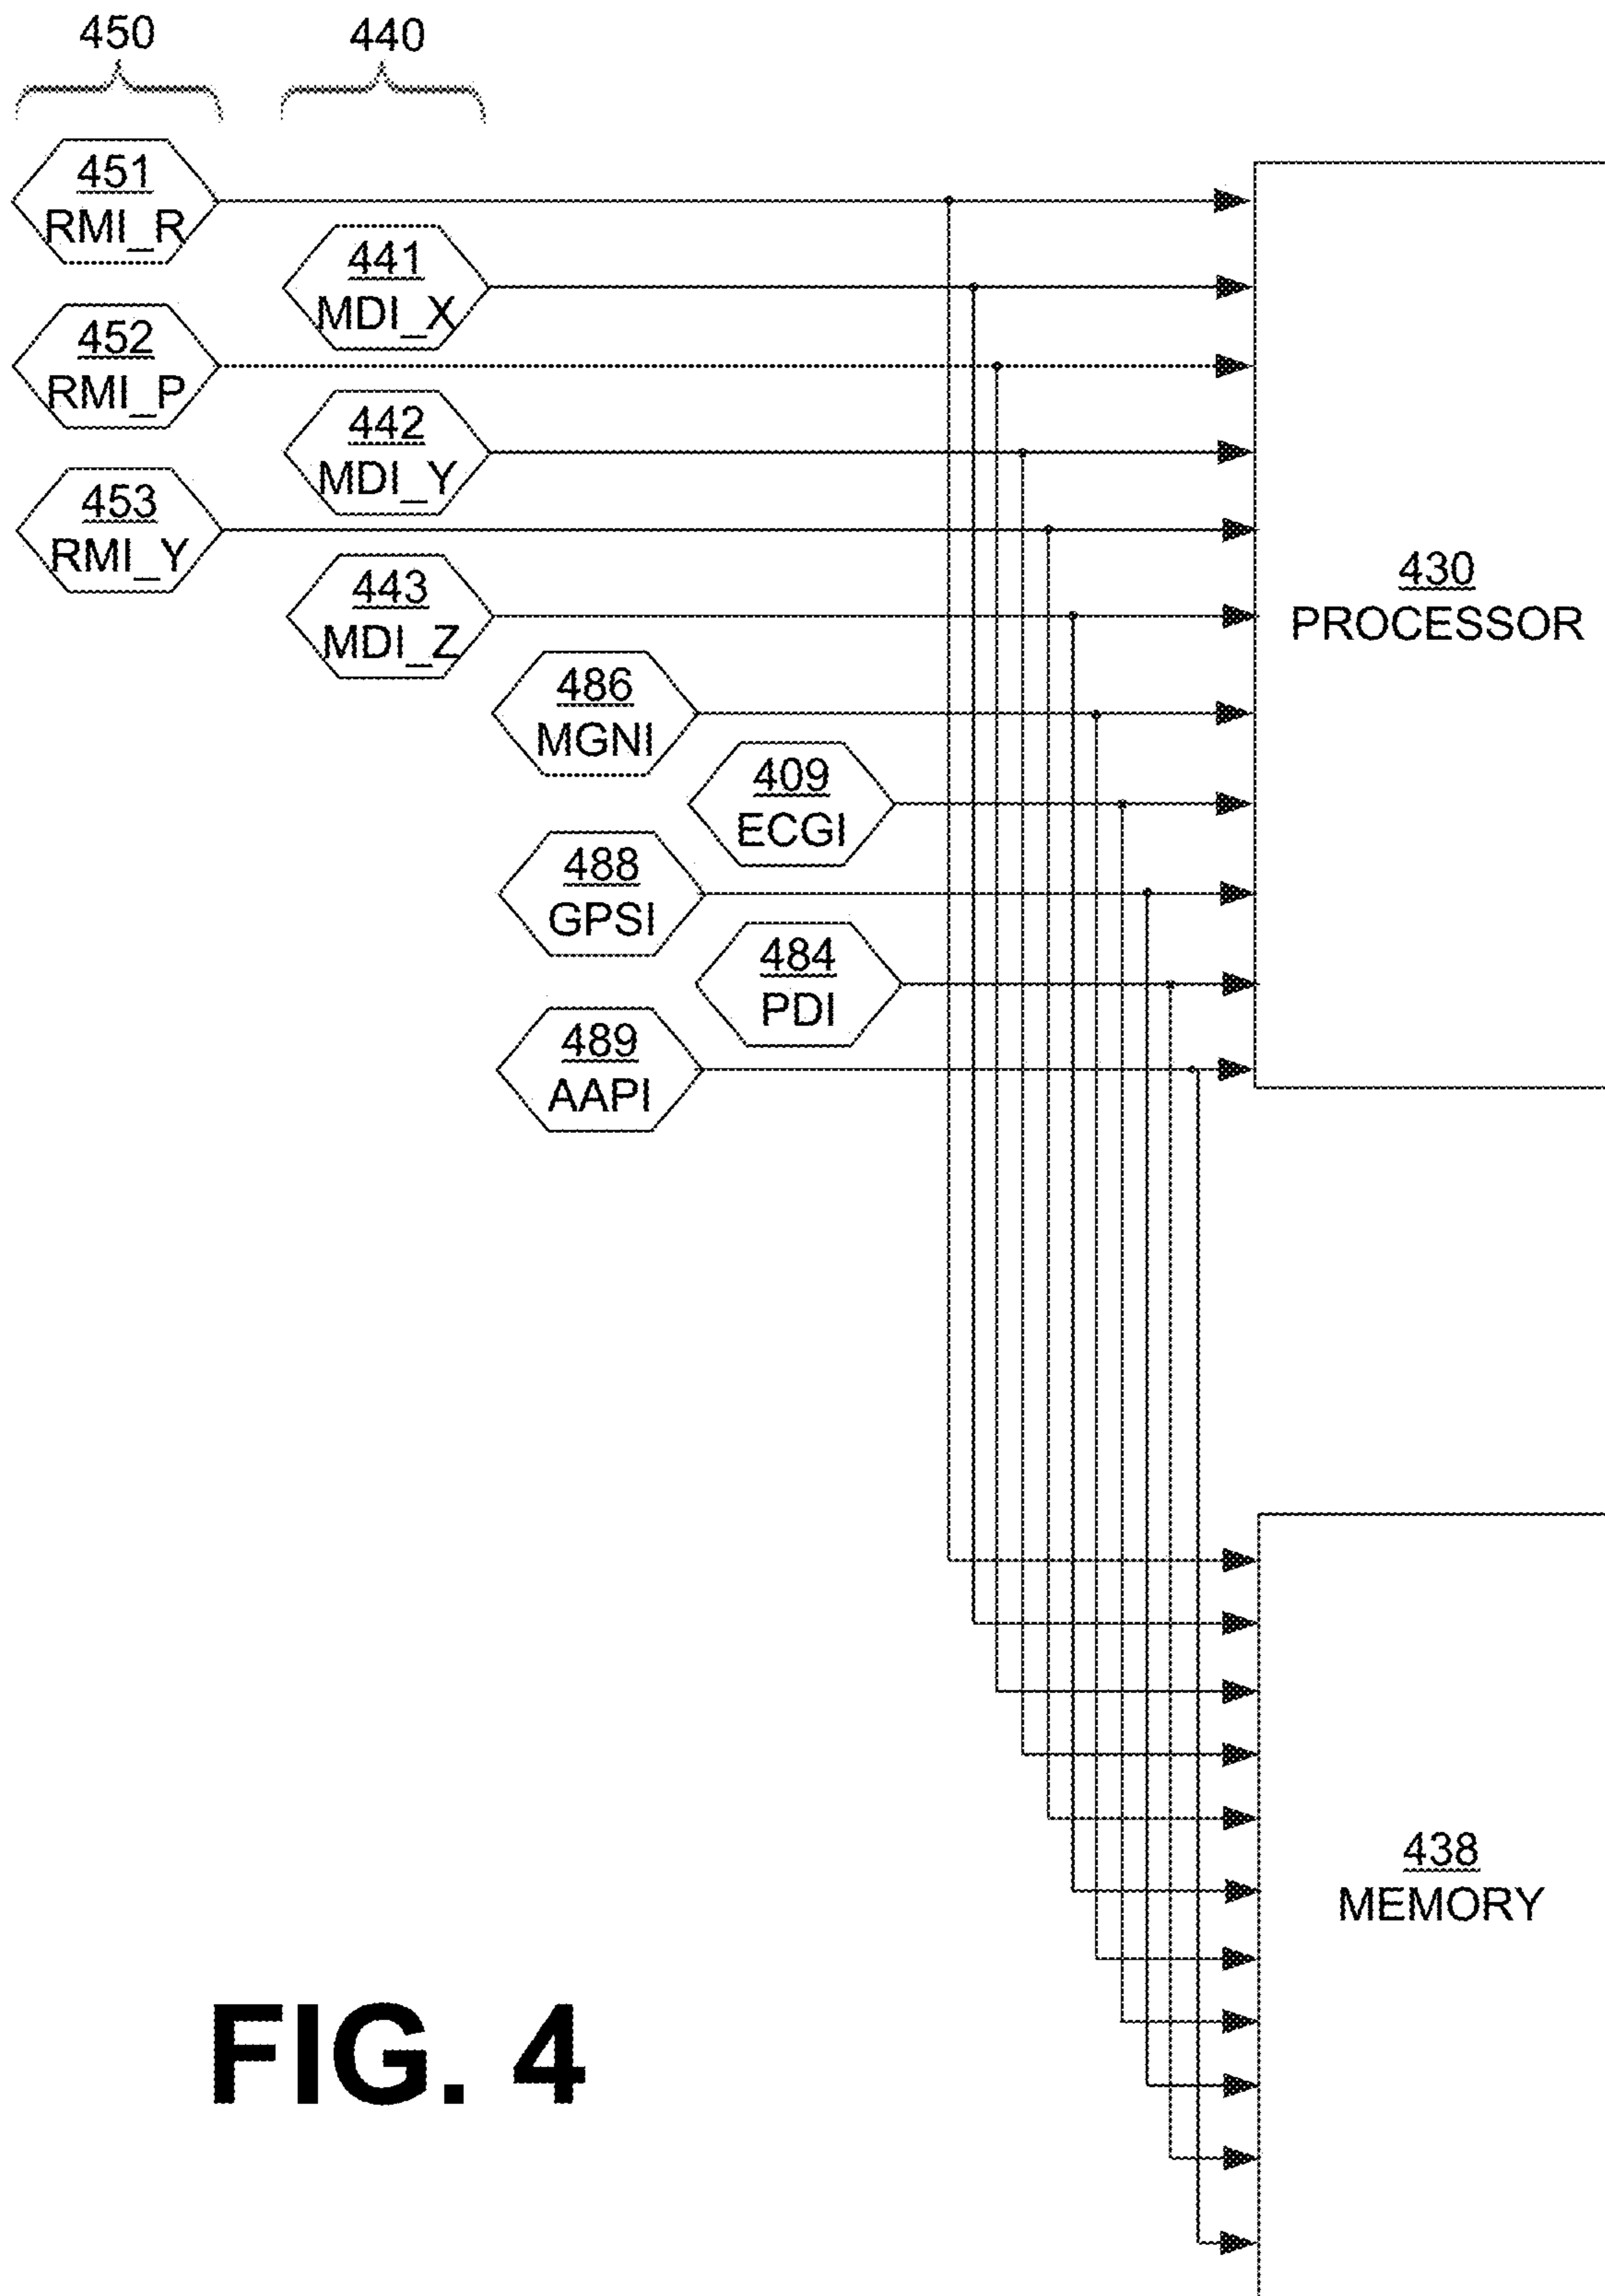 450
440
451
RMI_R
441
MDI_X
452
RMI_P
442
MDI_Y
453
RMI_Y
443
MDI_Z
430
PROCESSOR
486
MGNI
409
ECGI
488
GPSI
484
PDI
489
AAPI
438
MEMORY
FIG. 4